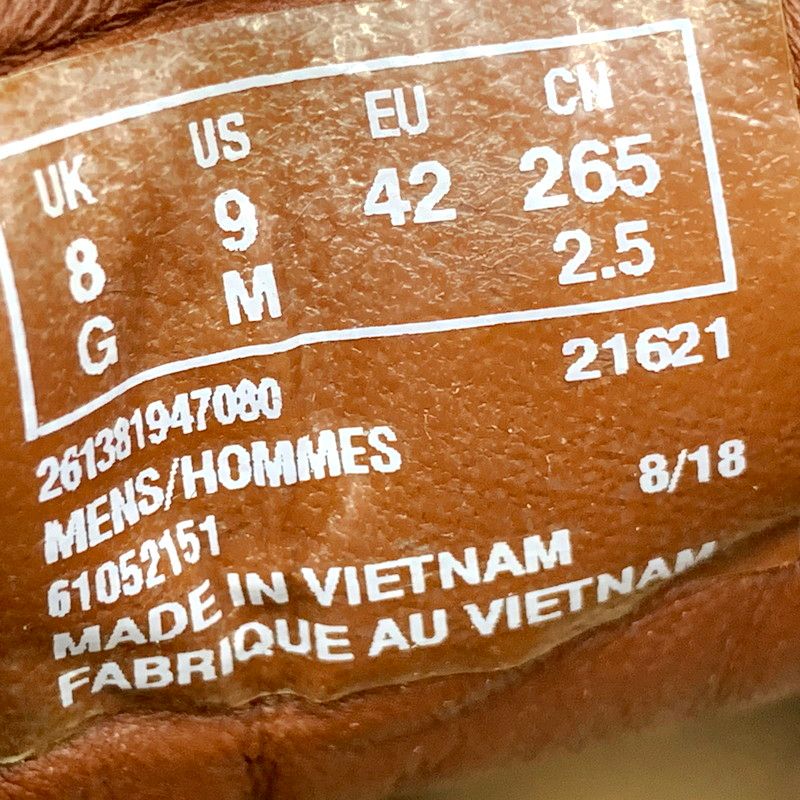 UK US EU CN
8 9 42 265
G M 2.5
261381947080 21621
MENS/HOMMES 8/18
61052151
MADE IN VIETNAM
FABRIQUE AU VIETNAM